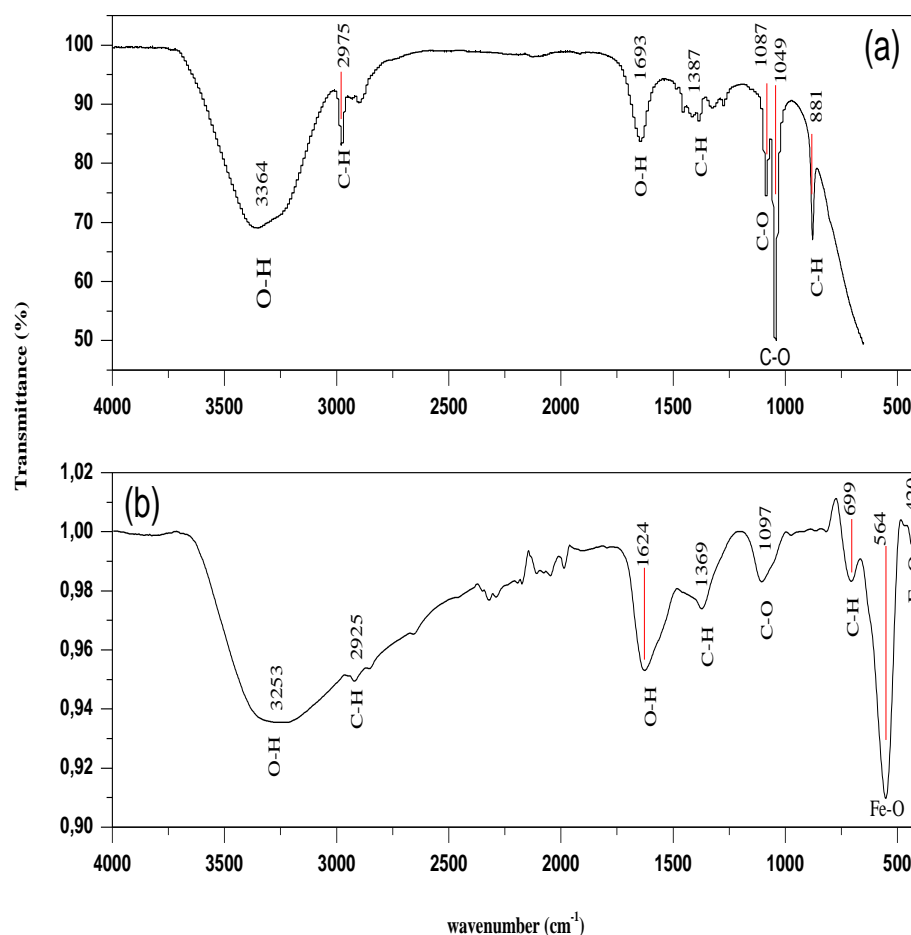 (a)
100
90
80
70
60
50
3364
O-H
2975
C-H
1693
O-H
1387
C-H
1087
C-O
1049
C-O
881
C-H
4000 3500 3000 2500 2000 1500 1000 500
Transmittance (%)
(b)
1,02
1,00
0,98
0,96
0,94
0,92
0,90
3253
O-H
2925
C-H
1624
O-H
1369
C-H
1097
C-O
699
C-H
564
Fe-O
4000 3500 3000 2500 2000 1500 1000 500
wavenumber (cm⁻¹)